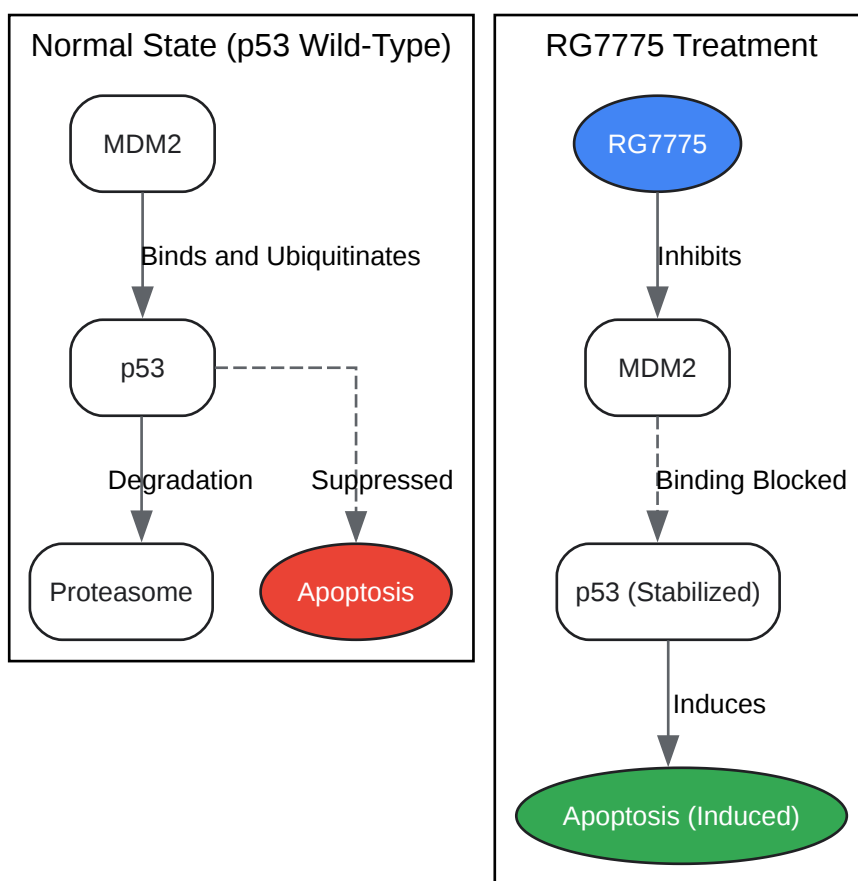 Normal State (p53 Wild-Type)
MDM2
Binds and Ubiquitinates
p53
Degradation
Suppressed
Proteasome
Apoptosis
RG7775 Treatment
RG7775
Inhibits
MDM2
Binding Blocked
p53 (Stabilized)
Induces
Apoptosis (Induced)